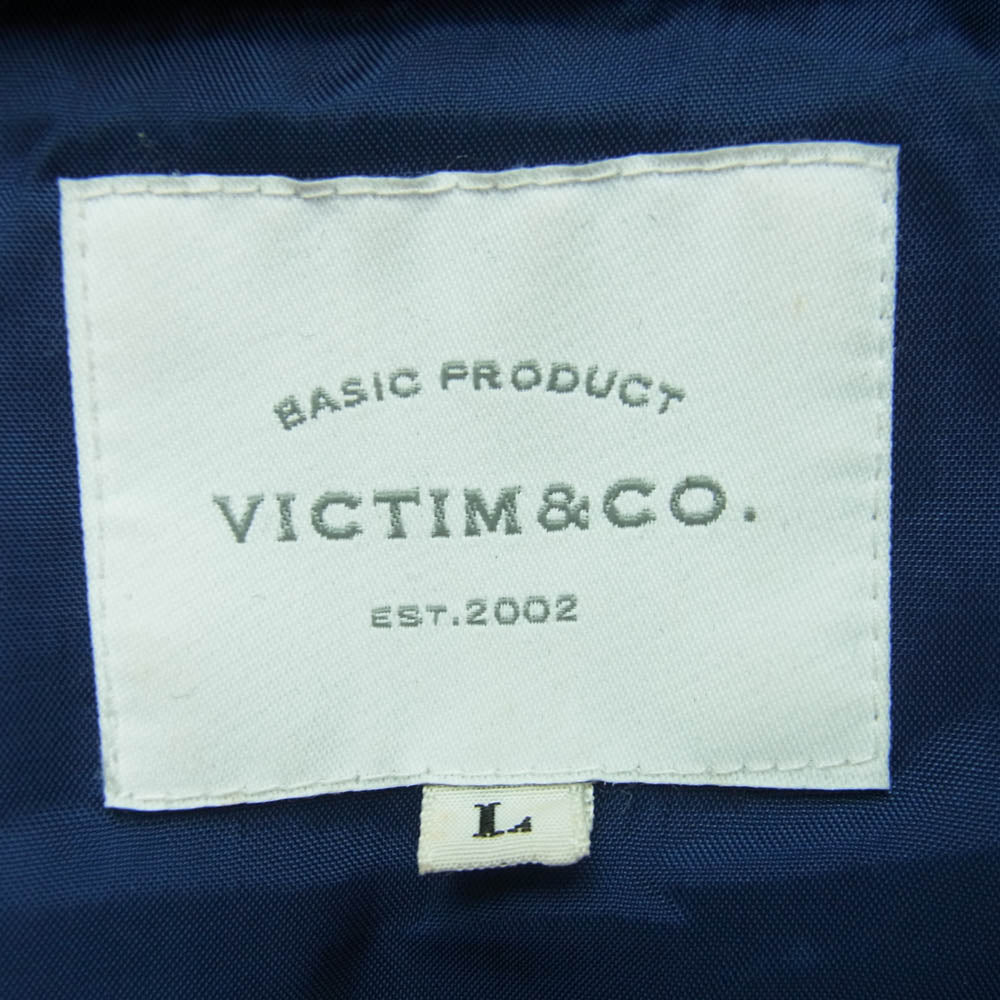 BASIC PRODUCT
VICTIM&CO.
EST.2002
L